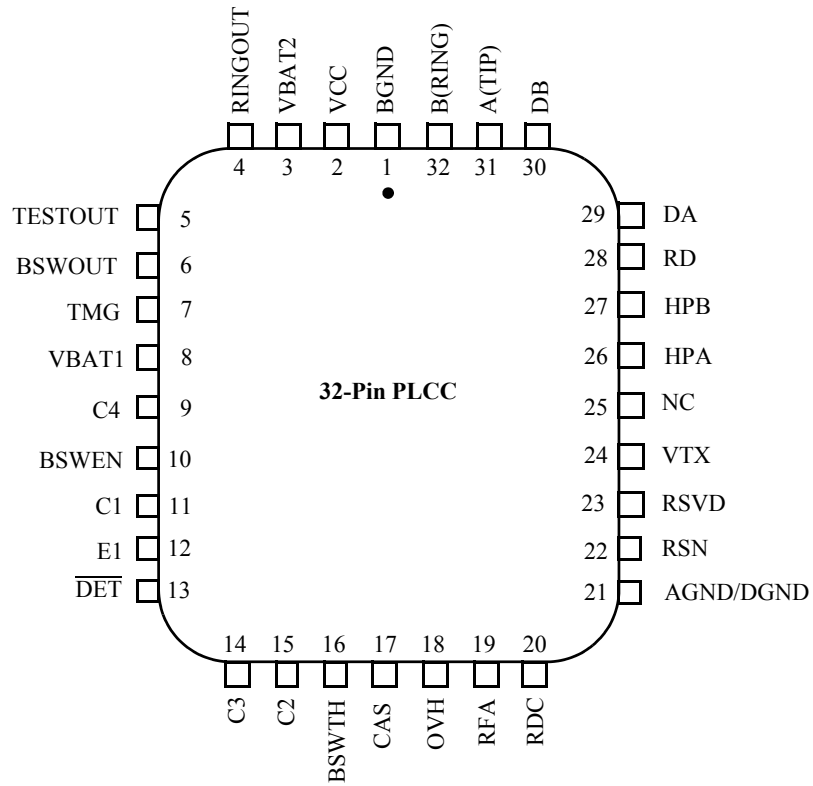 RINGOUT
VBAT2
VCC
BGND
B(RING)
A(TIP)
DB
4
3
2
1
32
31
30
TESTOUT 5
BSWOUT 6
TMG 7
VBAT1 8
C4 9
BSWEN 10
C1 11
E1 12
DET 13
32-Pin PLCC
29 DA
28 RD
27 HPB
26 HPA
25 NC
24 VTX
23 RSVD
22 RSN
21 AGND/DGND
14
15
16
17
18
19
20
C3
C2
BSWTH
CAS
OVH
RFA
RDC